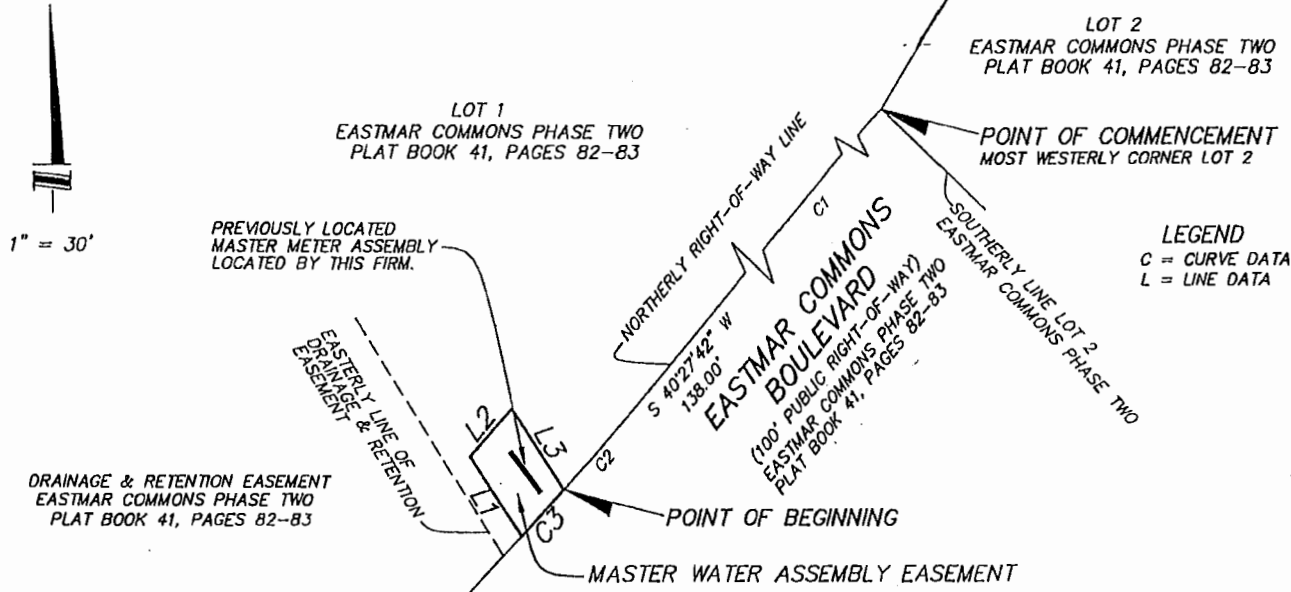 LOT 2
EASTMAR COMMONS PHASE TWO
PLAT BOOK 41, PAGES 82-83
LOT 1
EASTMAR COMMONS PHASE TWO
PLAT BOOK 41, PAGES 82-83
POINT OF COMMENCEMENT
MOST WESTERLY CORNER LOT 2
1" = 30'
PREVIOUSLY LOCATED
MASTER METER ASSEMBLY
LOCATED BY THIS FIRM.
NORTHERLY RIGHT-OF-WAY LINE
C1
SOUTHERLY LINE LOT 2
EASTMAR COMMONS PHASE TWO
LEGEND
C = CURVE DATA
L = LINE DATA
S 40°27'42" W
138.00'
EASTMAR COMMONS
BOULEVARD
(100' PUBLIC RIGHT-OF-WAY)
EASTMAR COMMONS PHASE TWO
PLAT BOOK 41, PAGES 82-83
EASTERLY LINE OF
DRAINAGE & RETENTION
EASEMENT
L2
L3
C2
L1
C3
DRAINAGE & RETENTION EASEMENT
EASTMAR COMMONS PHASE TWO
PLAT BOOK 41, PAGES 82-83
POINT OF BEGINNING
MASTER WATER ASSEMBLY EASEMENT